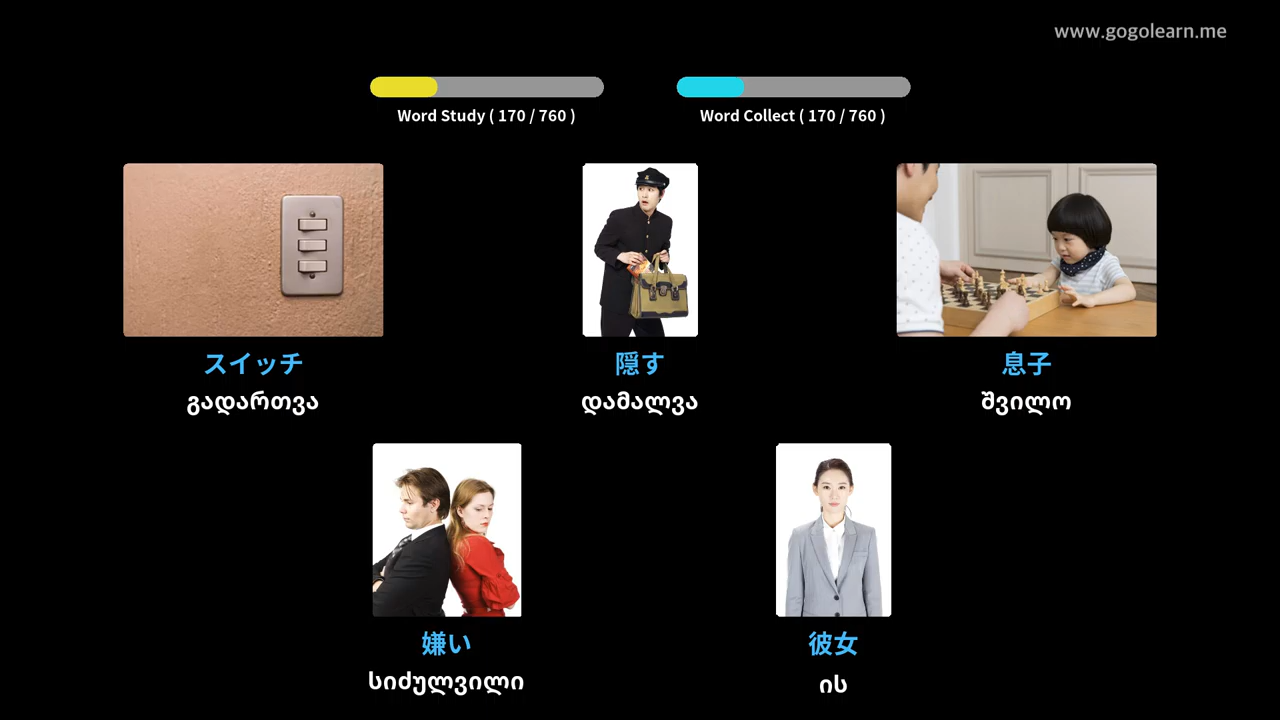 www.gogolearn.me
Word Study ( 170 / 760 )
Word Collect ( 170 / 760 )
スイッチ
გადართვა
隠す
დამალვა
息子
შვილო
嫌い
სიძულვილი
彼女
ის